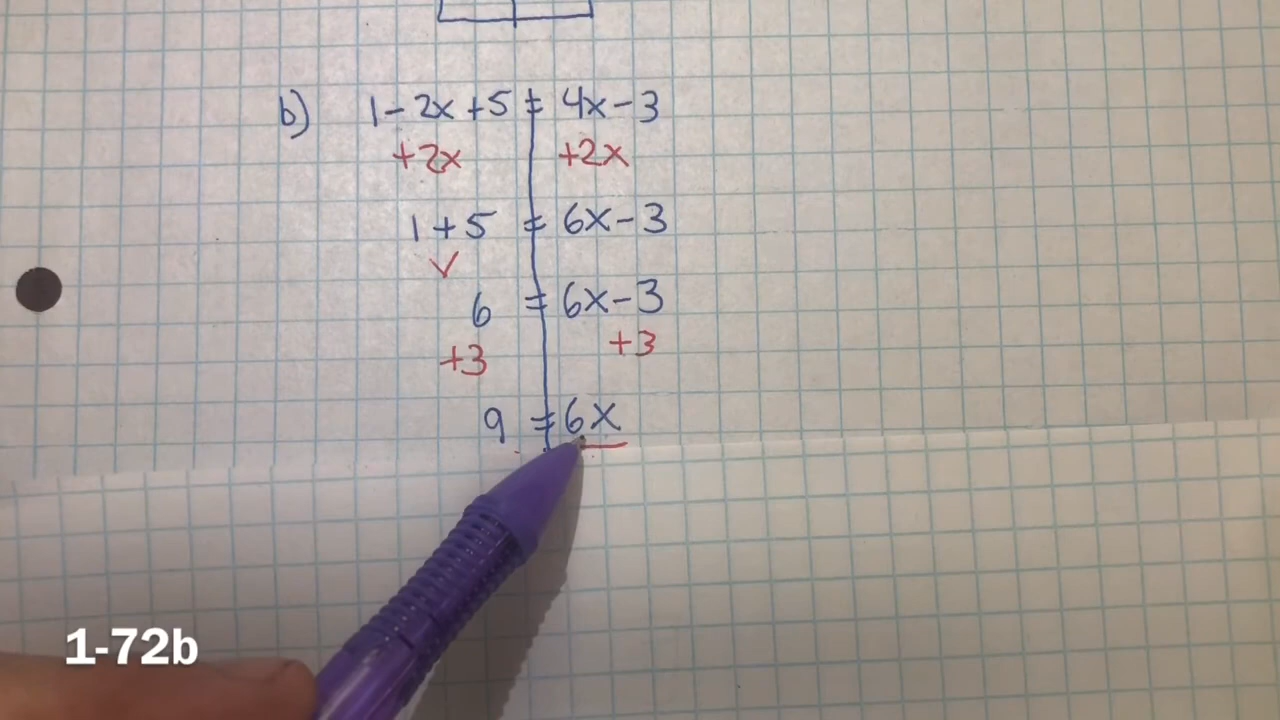 b) 1 - 2x + 5 = 4x - 3
+2x +2x
1 + 5 = 6x - 3
6 = 6x - 3
+3 +3
9 = 6x
1-72b